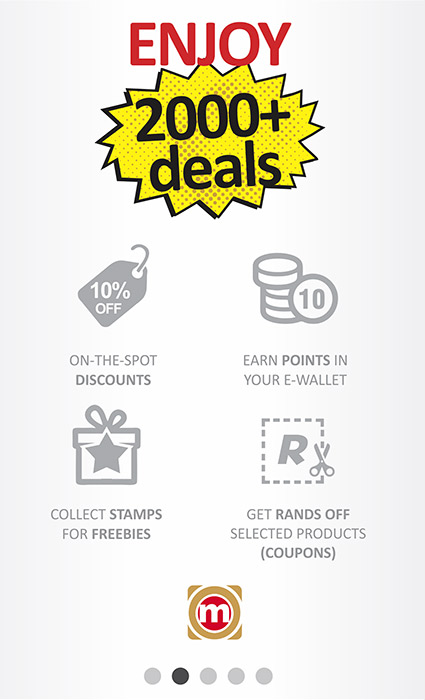 ENJOY
2000+
deals
10%
OFF
10
ON-THE-SPOT
DISCOUNTS
EARN POINTS IN
YOUR E-WALLET
R
COLLECT STAMPS
FOR FREEBIES
GET RANDS OFF
SELECTED PRODUCTS
(COUPONS)
m